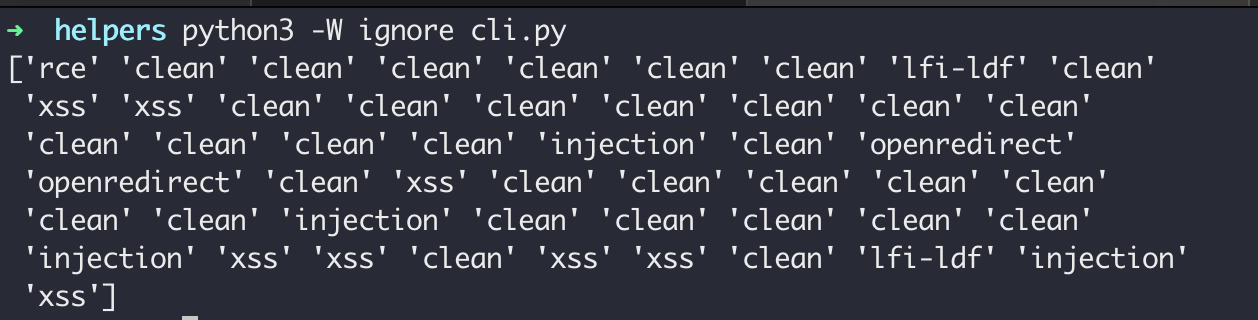 ➜  helpers python3 -W ignore cli.py
['rce' 'clean' 'clean' 'clean' 'clean' 'clean' 'clean' 'lfi-ldf' 'clean'
 'xss' 'xss' 'clean' 'clean' 'clean' 'clean' 'clean' 'clean' 'clean'
 'clean' 'clean' 'clean' 'clean' 'injection' 'clean' 'openredirect'
 'openredirect' 'clean' 'xss' 'clean' 'clean' 'clean' 'clean' 'clean'
 'clean' 'clean' 'injection' 'clean' 'clean' 'clean' 'clean' 'clean'
 'injection' 'xss' 'xss' 'clean' 'xss' 'xss' 'clean' 'lfi-ldf' 'injection'
 'xss']